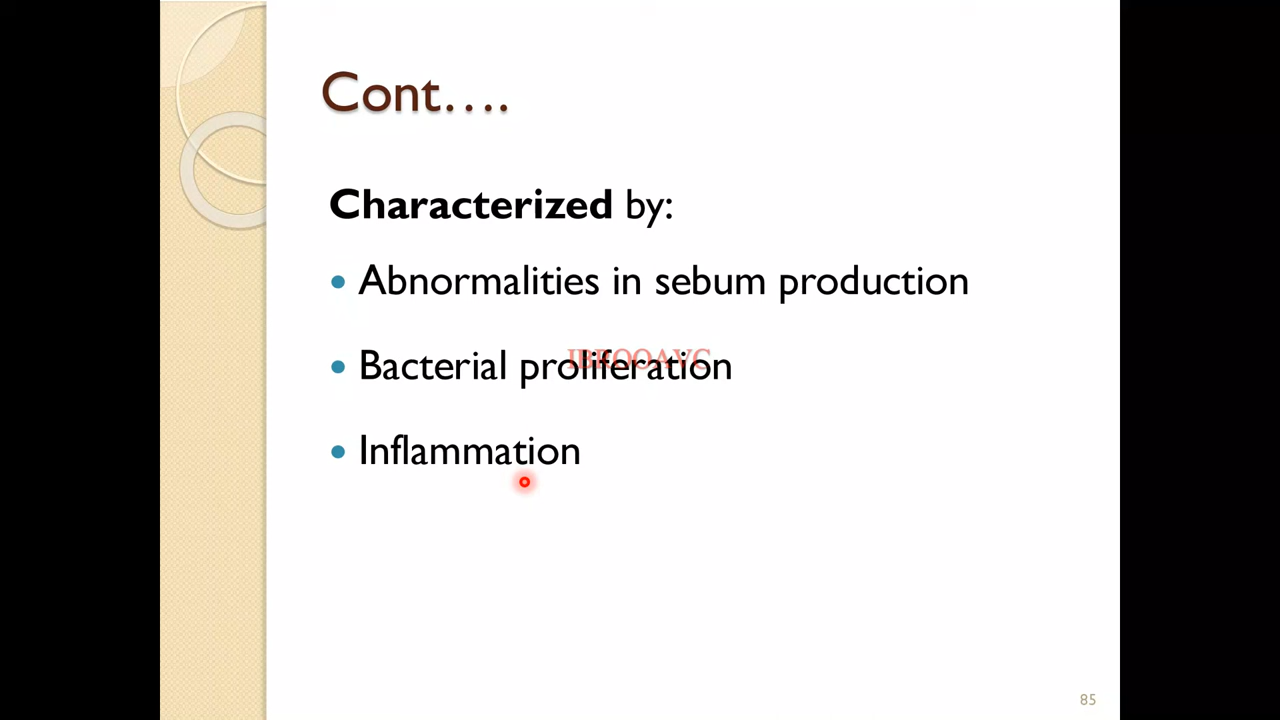 Cont….
Characterized by:
• Abnormalities in sebum production
• Bacterial proliferation
• Inflammation
85